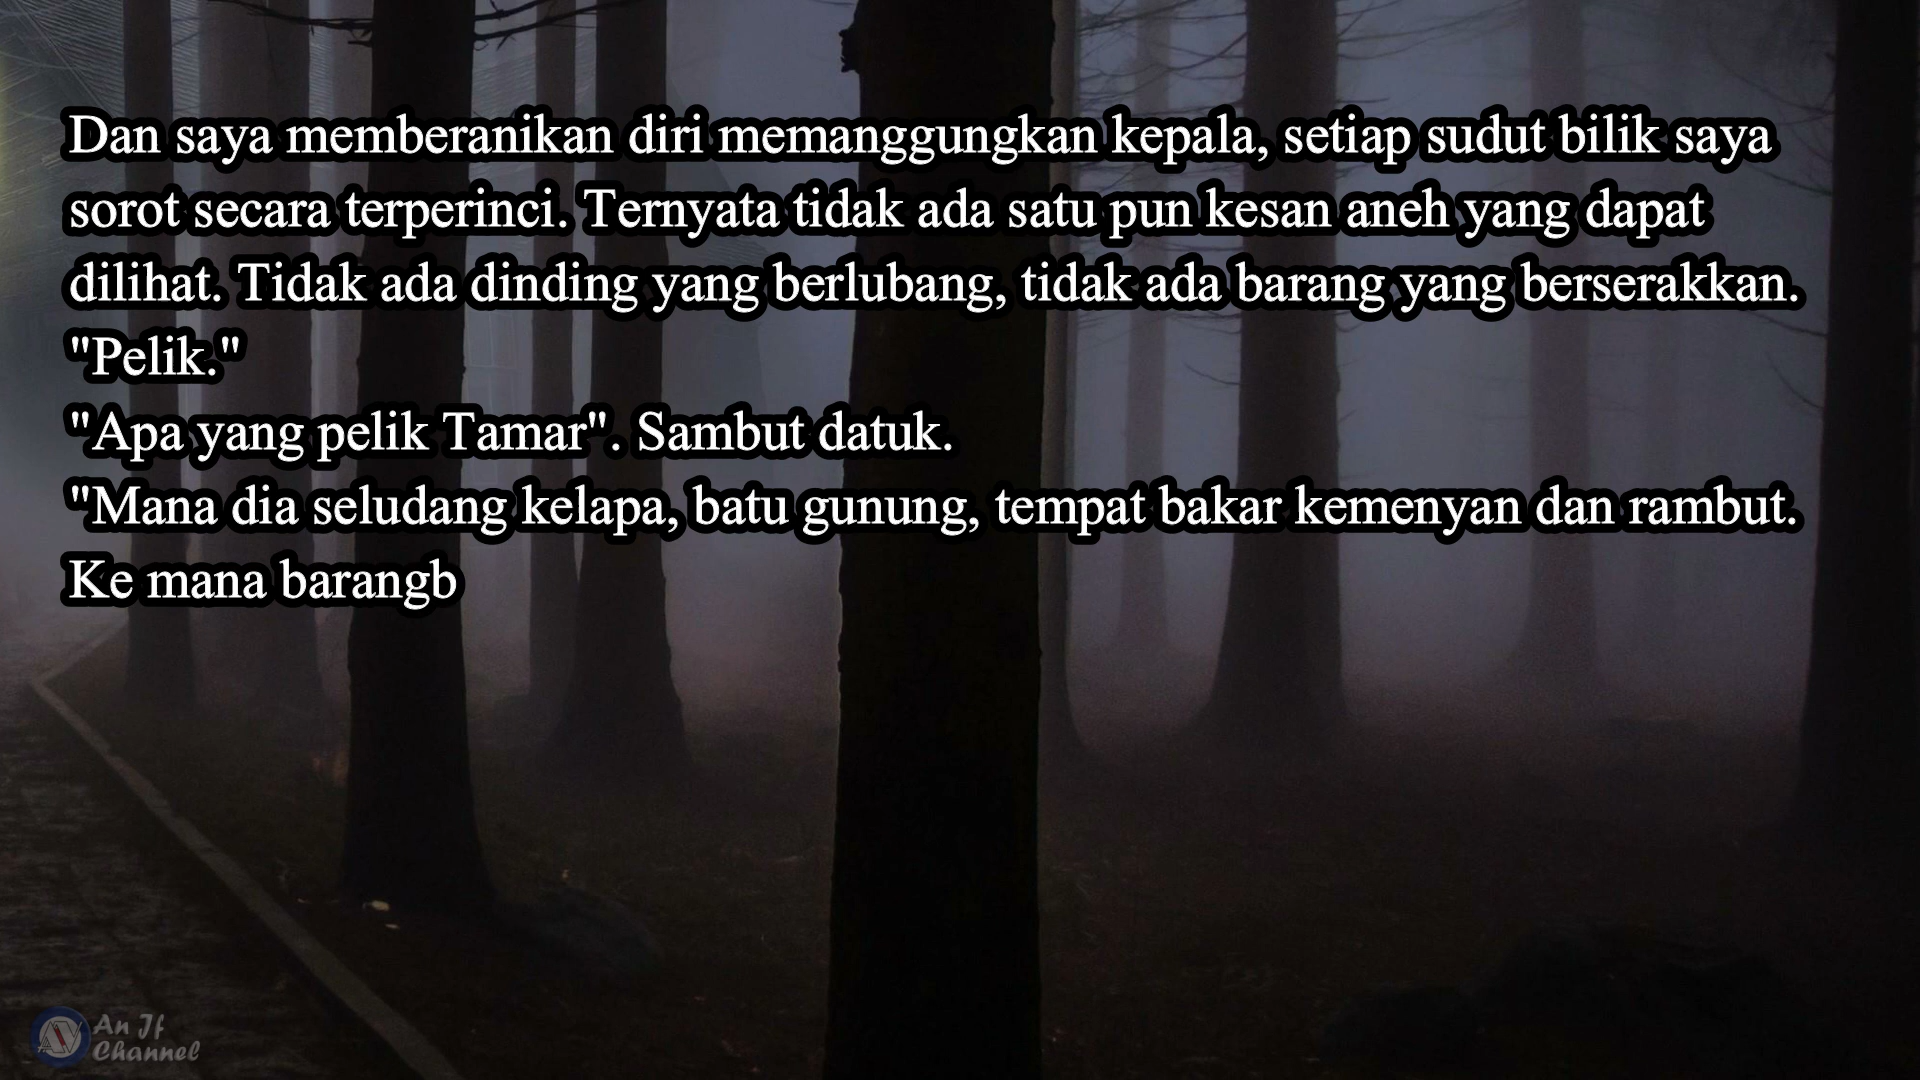 Dan saya memberanikan diri memanggungkan kepala, setiap sudut bilik saya
sorot secara terperinci. Ternyata tidak ada satu pun kesan aneh yang dapat
dilihat. Tidak ada dinding yang berlubang, tidak ada barang yang berserakkan.
"Pelik."
"Apa yang pelik Tamar". Sambut datuk.
"Mana dia seludang kelapa, batu gunung, tempat bakar kemenyan dan rambut.
Ke mana barangb
An If
Channel